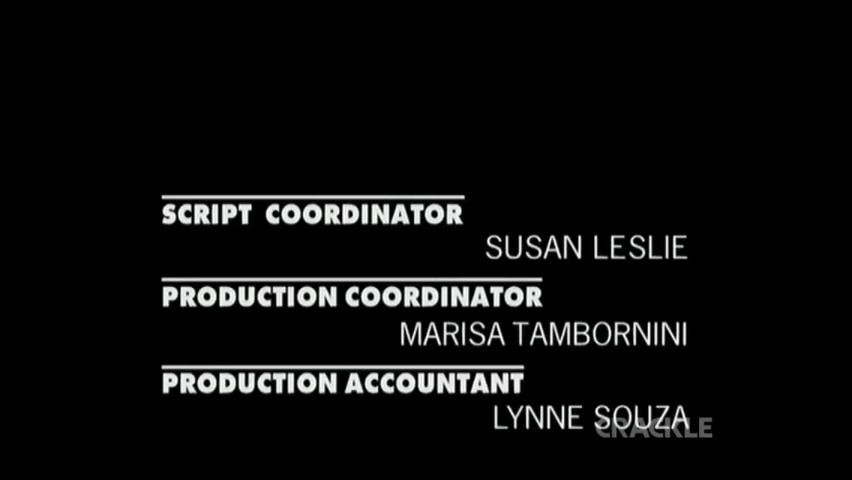 SCRIPT COORDINATOR
SUSAN LESLIE
PRODUCTION COORDINATOR
MARISA TAMBORNINI
PRODUCTION ACCOUNTANT
LYNNE SOUZA
CRACKLE